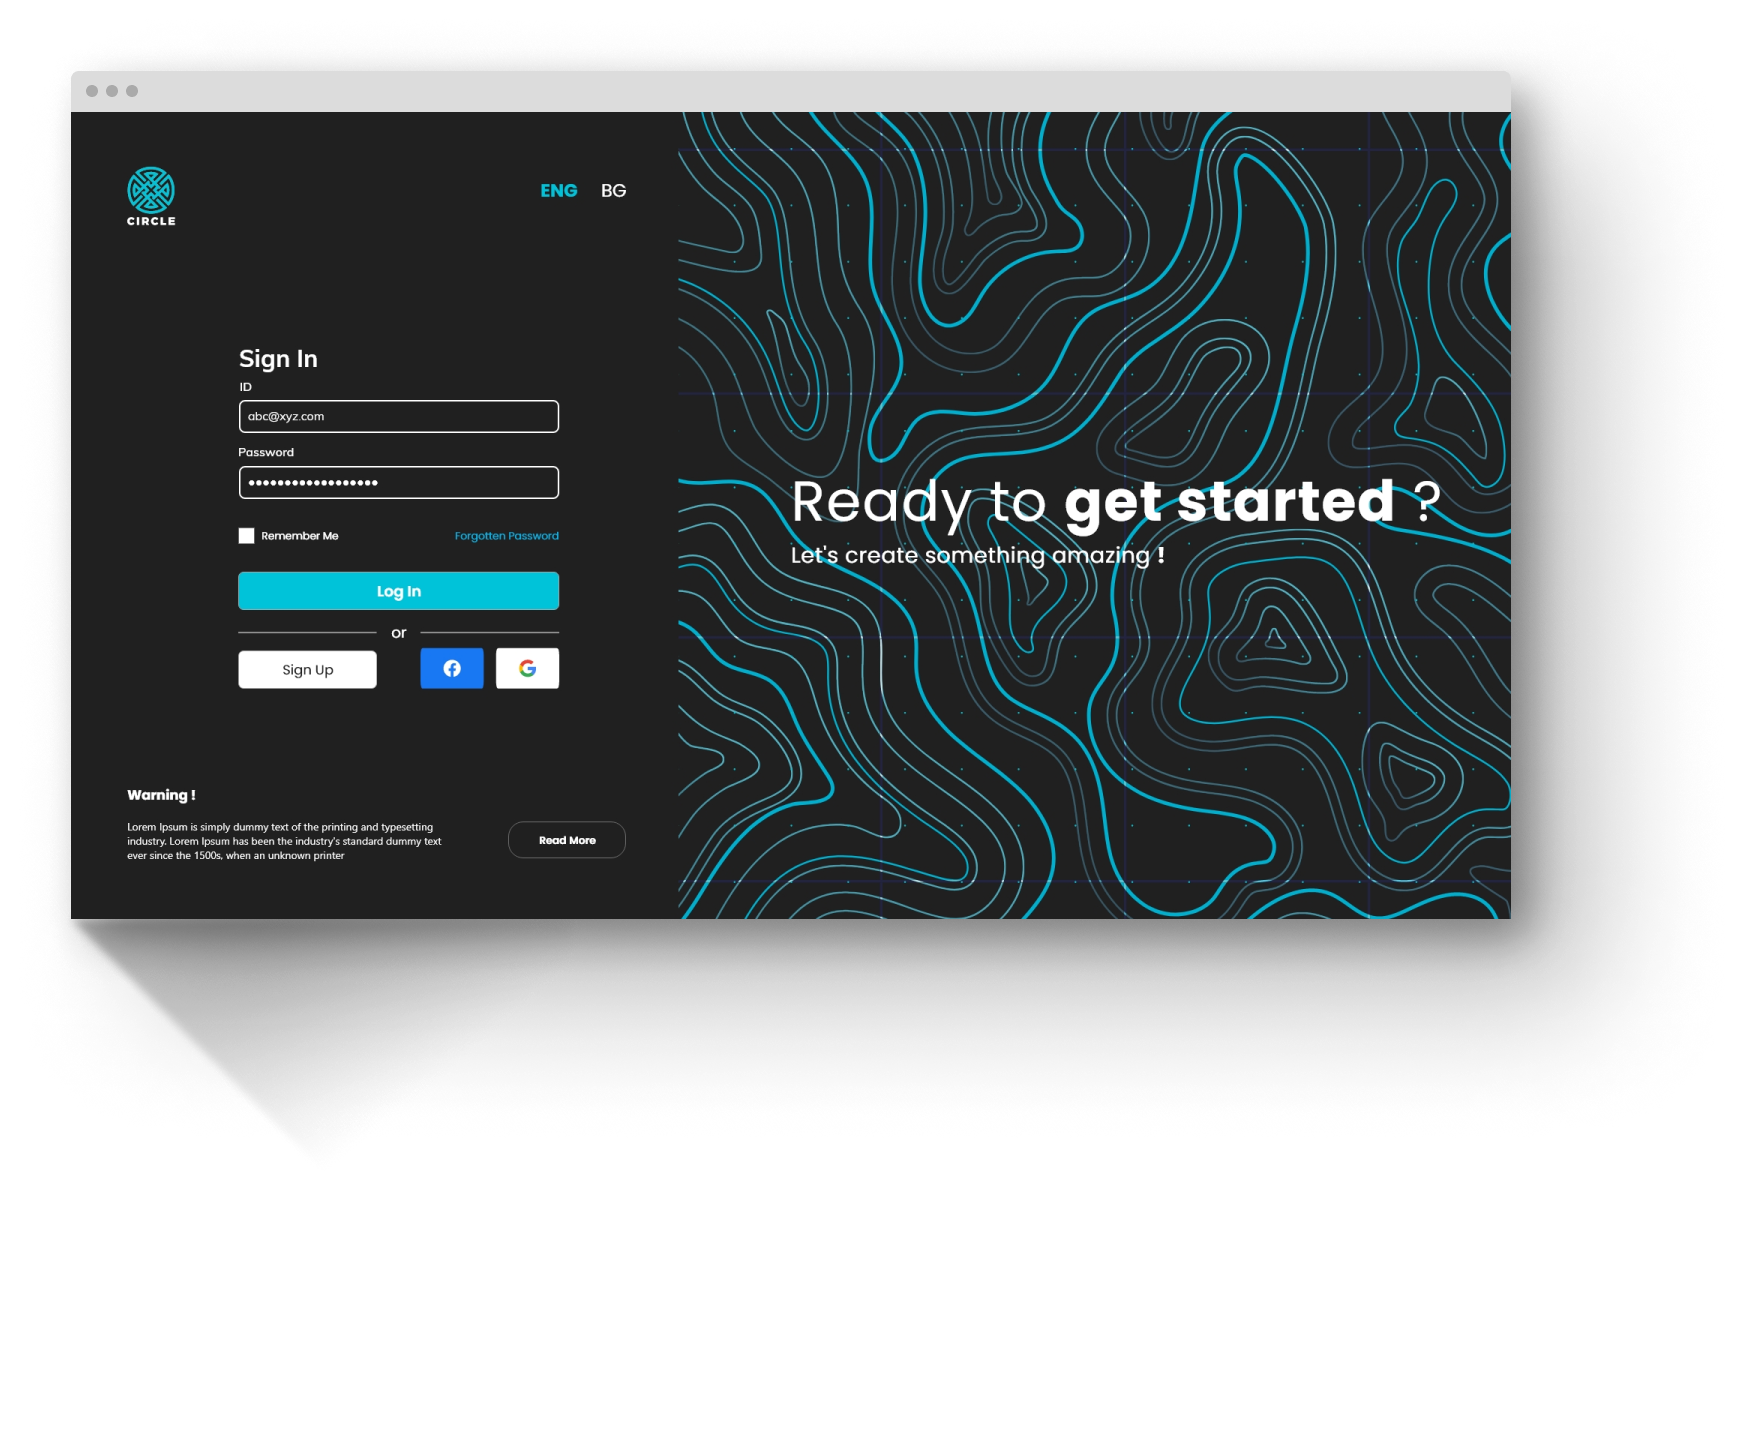 CIRCLE
ENG BG
Sign In
ID
abc@xyz.com
Password
••••••••••••••••••
Remember Me Forgotten Password
Log In
or
Sign Up
Warning !
Lorem Ipsum is simply dummy text of the printing and typesetting
industry. Lorem Ipsum has been the industry's standard dummy text
ever since the 1500s, when an unknown printer
Read More
Ready to get started ?
Let's create something amazing !